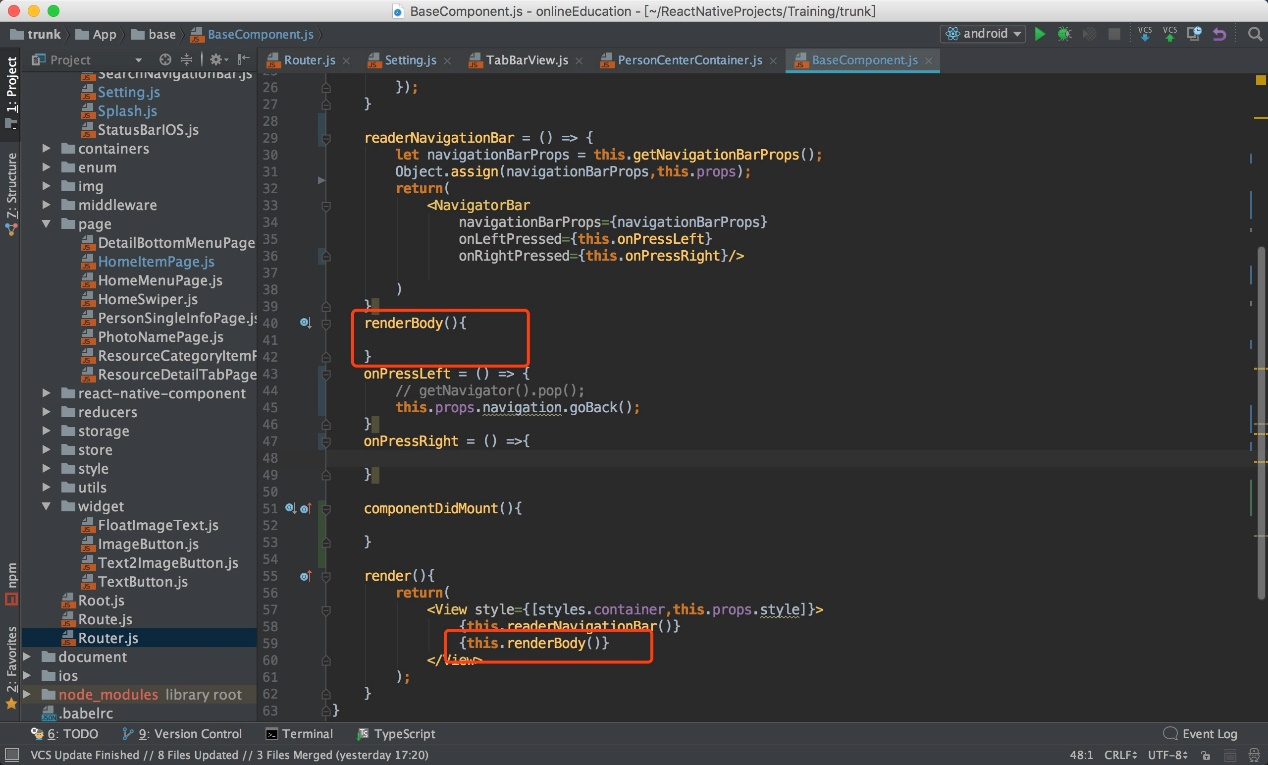 BaseComponent.js - onlineEducation - [~/ReactNativeProjects/Training/trunk]
trunk App base BaseComponent.js android VCS VCS
1: Project
Z: Structure
npm
2: Favorites
Project
SearchNavigationBar.js
Setting.js
Splash.js
StatusBarIOS.js
containers
enum
img
middleware
page
DetailBottomMenuPage
HomeItemPage.js
HomeMenuPage.js
HomeSwiper.js
PersonSingleInfoPage.js
PhotoNamePage.js
ResourceCategoryItemP
ResourceDetailTabPage
react-native-component
reducers
storage
store
style
utils
widget
FloatImageText.js
ImageButton.js
Text2ImageButton.js
TextButton.js
Root.js
Route.js
Router.js
document
ios
node_modules library root
.babelrc
Router.js Setting.js TabBarView.js PersonCenterContainer.js BaseComponent.js
26 });
27 }
28
29 readerNavigationBar = () => {
30 let navigationBarProps = this.getNavigationBarProps();
31 Object.assign(navigationBarProps,this.props);
32 return(
33 <NavigatorBar
34 navigationBarProps={navigationBarProps}
35 onLeftPressed={this.onPressLeft}
36 onRightPressed={this.onPressRight}/>
37
38 )
39 }
40 renderBody(){
41
42 }
43 onPressLeft = () => {
44 // getNavigator().pop();
45 this.props.navigation.goBack();
46 }
47 onPressRight = () =>{
48
49 }
50
51 componentDidMount(){
52
53 }
54
55 render(){
56 return(
57 <View style={[styles.container,this.props.style]}>
58 {this.readerNavigationBar()}
59 {this.renderBody()}
60 </View>
61 );
62 }
63 }
6: TODO 9: Version Control Terminal TypeScript Event Log
VCS Update Finished // 8 Files Updated // 3 Files Merged (yesterday 17:20) 48:1 CRLF UTF-8